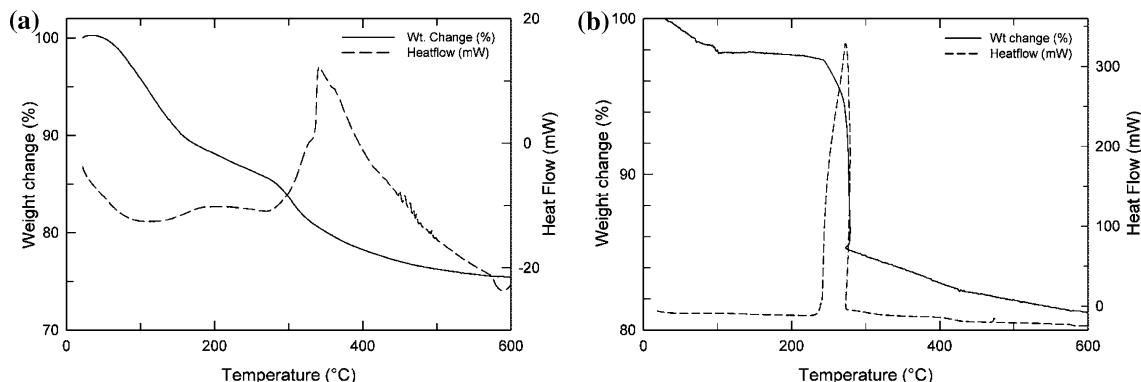 (a)
100
90
80
70
Weight change (%)
Wt. Change (%)
Heatflow (mW)
20
10
0
-10
-20
Heat Flow (mW)
0
200
400
600
Temperature (°C)
(b)
100
90
80
Weight change (%)
Wt change (%)
Heatflow (mW)
300
200
100
0
Heat Flow (mW)
0
200
400
600
Temperature (°C)